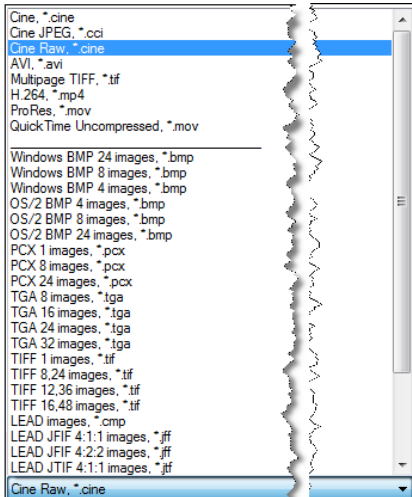 Cine, *.cine
Cine JPEG, *.cci
Cine Raw, *.cine
AVI, *.avi
Multipage TIFF, *.tif
H.264, *.mp4
ProRes, *.mov
QuickTime Uncompressed, *.mov
Windows BMP 24 images, *.bmp
Windows BMP 8 images, *.bmp
Windows BMP 4 images, *.bmp
OS/2 BMP 4 images, *.bmp
OS/2 BMP 8 images, *.bmp
OS/2 BMP 24 images, *.bmp
PCX 1 images, *.pcx
PCX 8 images, *.pcx
PCX 24 images, *.pcx
TGA 8 images, *.tga
TGA 16 images, *.tga
TGA 24 images, *.tga
TGA 32 images, *.tga
TIFF 1 images, *.tif
TIFF 8,24 images, *.tif
TIFF 12,36 images, *.tif
TIFF 16,48 images, *.tif
LEAD images, *.cmp
LEAD JFIF 4:1:1 images, *.jff
LEAD JFIF 4:2:2 images, *.jff
LEAD JTIF 4:1:1 images, *.jtf
Cine Raw, *.cine